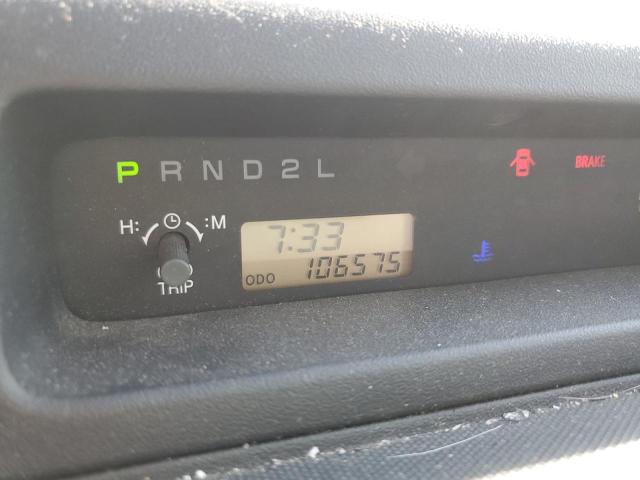 P R N D 2 L
BRAKE
H: :M
7:33
ODO 106575
TRIP